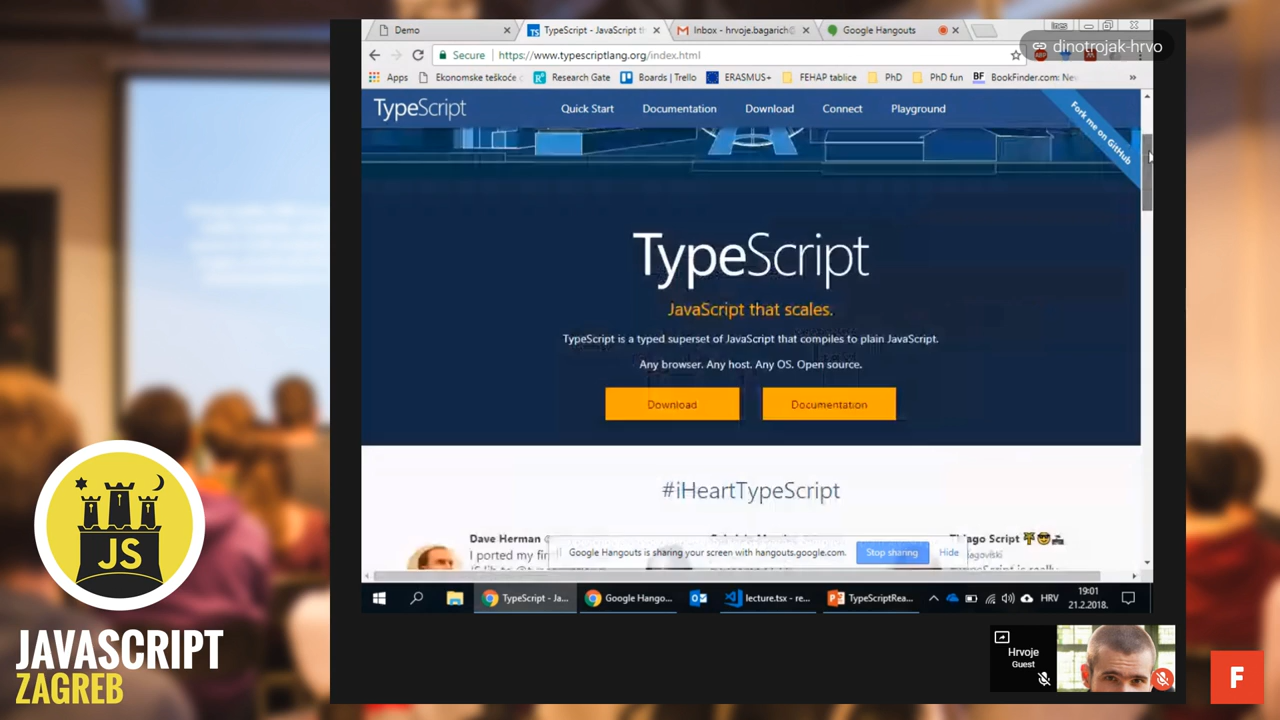 Demo
TypeScript - JavaScript t
Inbox - hrvoje.bagarich@
Google Hangouts
Ines
dinotrojak-hrvo
Secure
https://www.typescriptlang.org/index.html
Apps
Ekonomske teškoće
Research Gate
Boards | Trello
ERASMUS+
FEHAP tablice
PhD
PhD fun
BF
BookFinder.com: Ne
»
TypeScript
Quick Start
Documentation
Download
Connect
Playground
Fork me on GitHub
TypeScript
JavaScript that scales.
TypeScript is a typed superset of JavaScript that compiles to plain JavaScript.
Any browser. Any host. Any OS. Open source.
Download
Documentation
#iHeartTypeScript
Dave Herman
Thiago Script
I ported my fir
Google Hangouts is sharing your screen with hangouts.google.com.
Stop sharing
Hide
TypeScript - Ja...
Google Hango...
lecture.tsx - re...
TypeScriptRea...
HRV
19:01
21.2.2018.
Hrvoje
Guest
JS
JAVASCRIPT
ZAGREB
F